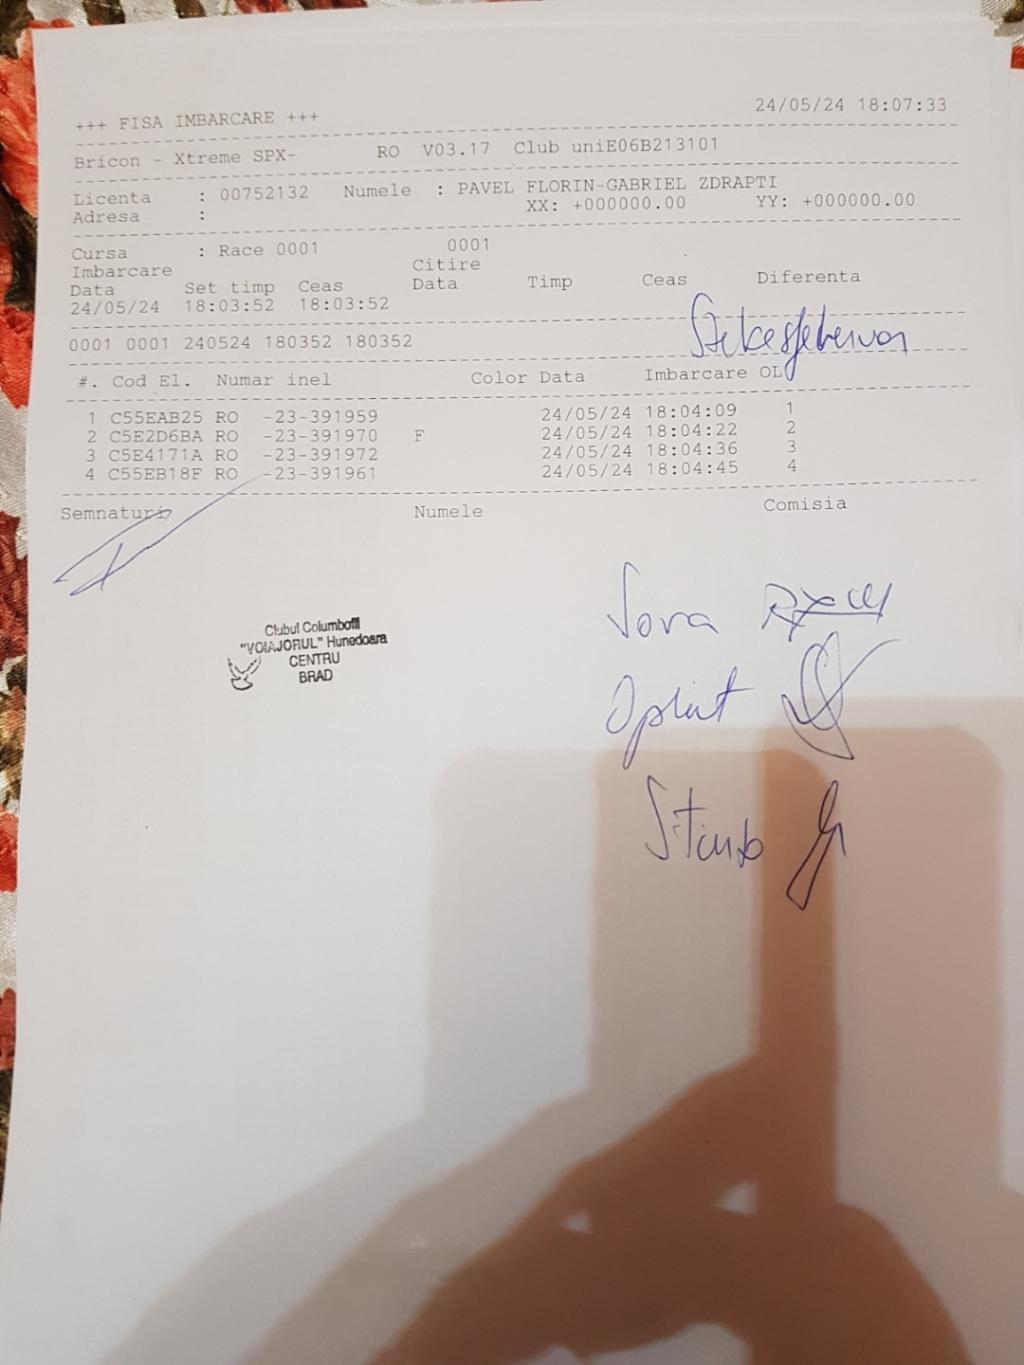 24/05/24 18:07:33
+++ FISA IMBARCARE +++
Bricon - Xtreme SPX- RO V03.17 Club uniE06B213101
Licenta : 00752132 Numele : PAVEL FLORIN-GABRIEL ZDRAPTI
Adresa : XX: +000000.00 YY: +000000.00
Cursa : Race 0001 0001
Imbarcare Citire
Data Set timp Ceas Data Timp Ceas Diferenta
24/05/24 18:03:52 18:03:52
0001 0001 240524 180352 180352
#. Cod El. Numar inel Color Data Imbarcare OL
1 C55EAB25 RO -23-391959 24/05/24 18:04:09 1
2 C5E2D6BA RO -23-391970 F 24/05/24 18:04:22 2
3 C5E4171A RO -23-391972 24/05/24 18:04:36 3
4 C55EB18F RO -23-391961 24/05/24 18:04:45 4
Semnaturi Numele Comisia
Clubul Columbofil
"VOIAJORUL" Hunedoara
CENTRU
BRAD